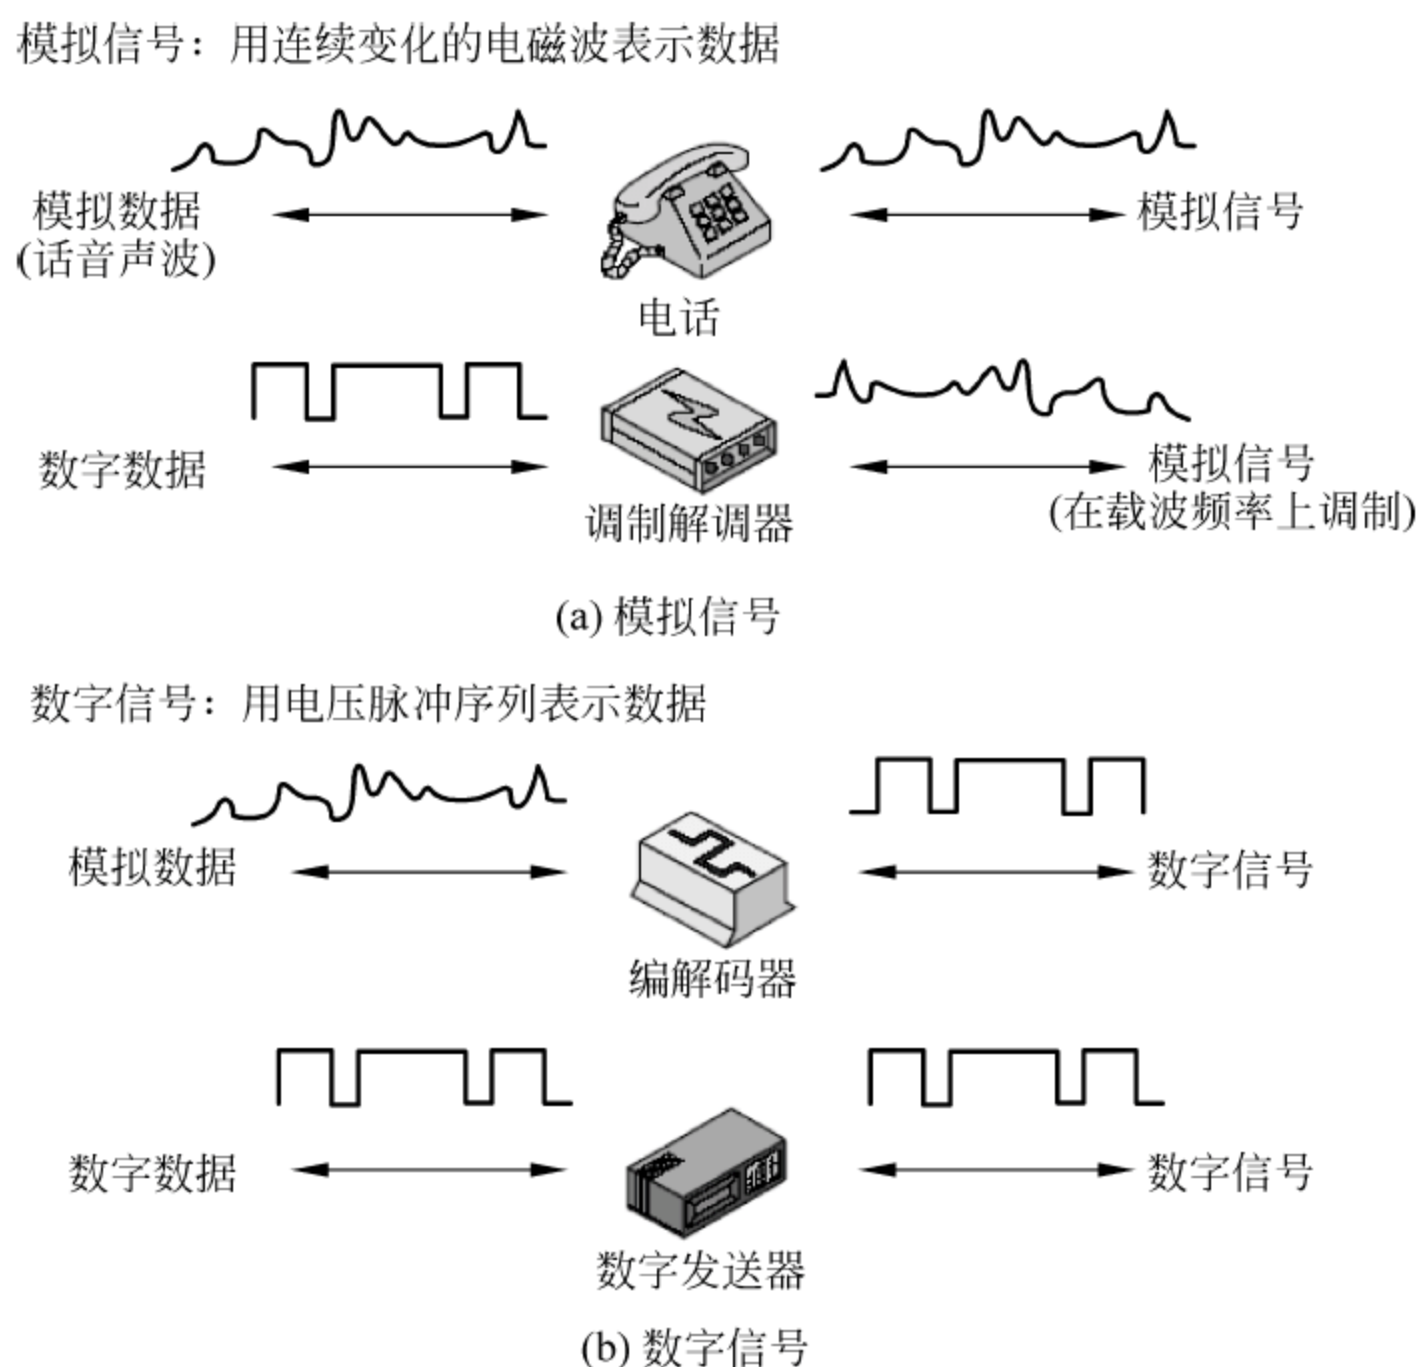 模拟信号：用连续变化的电磁波表示数据
模拟数据
(话音声波)
模拟信号
电话
数字数据
模拟信号
(在载波频率上调制)
调制解调器
(a) 模拟信号
数字信号：用电压脉冲序列表示数据
模拟数据
数字信号
编解码器
数字数据
数字信号
数字发送器
(b) 数字信号